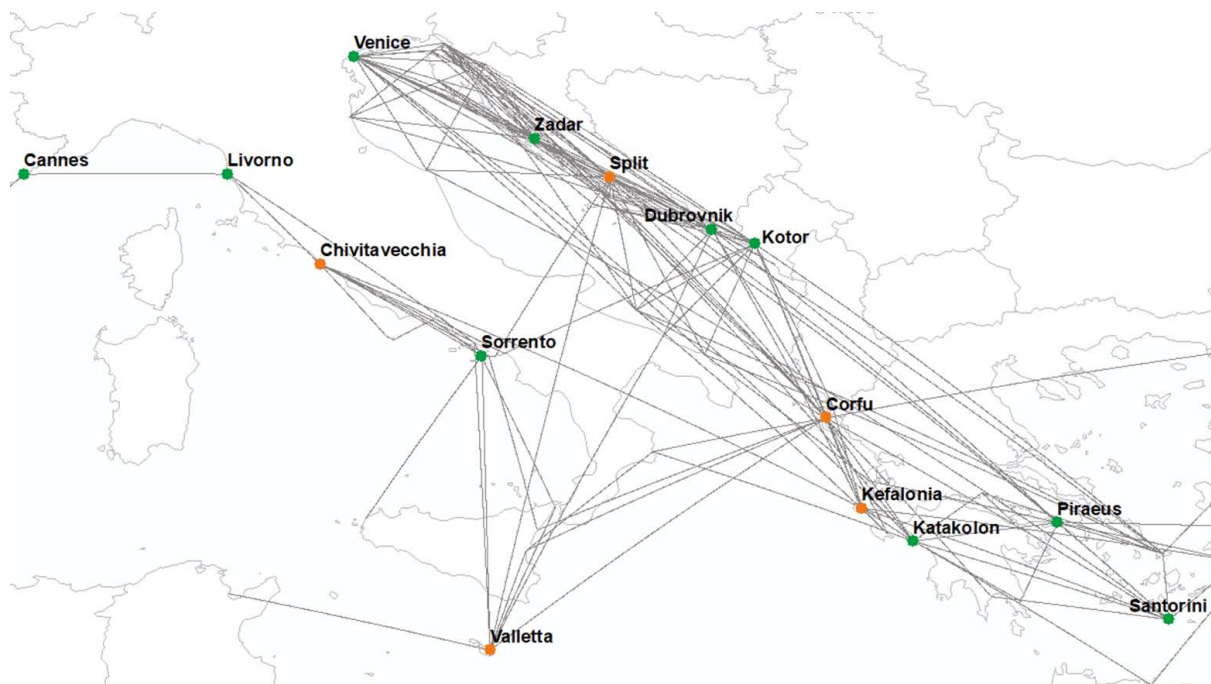 Venice
Zadar
Cannes
Livorno
Split
Dubrovnik
Kotor
Chivitavecchia
Sorrento
Corfu
Kefalonia
Piraeus
Katakolon
Santorini
Valletta